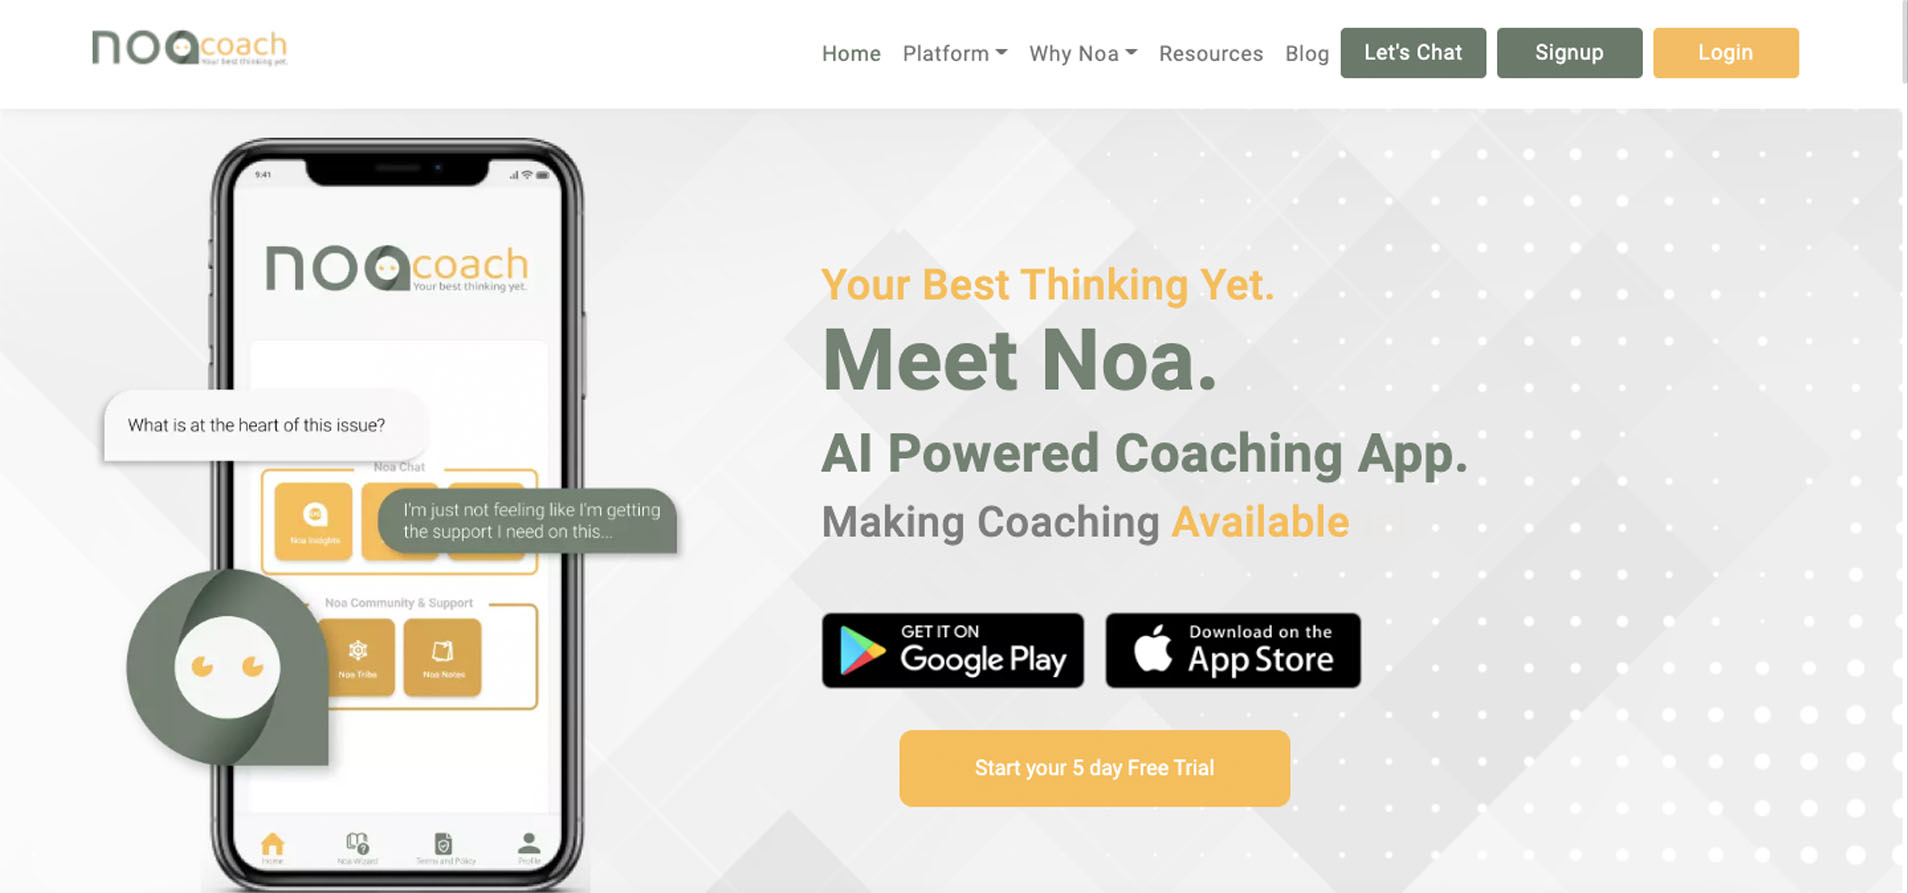 noacoach
Your best thinking yet.
Home
Platform
Why Noa
Resources
Blog
Let's Chat
Signup
Login
9:41
noacoach
Your best thinking yet.
What is at the heart of this issue?
Noa Chat
Noa Insights
I'm just not feeling like I'm getting
the support I need on this...
Noa Community & Support
Noa Tribe
Noa Notes
Home
Noa Wizard
Terms and Policy
Profile
Your Best Thinking Yet.
Meet Noa.
AI Powered Coaching App.
Making Coaching Available
GET IT ON
Google Play
Download on the
App Store
Start your 5 day Free Trial